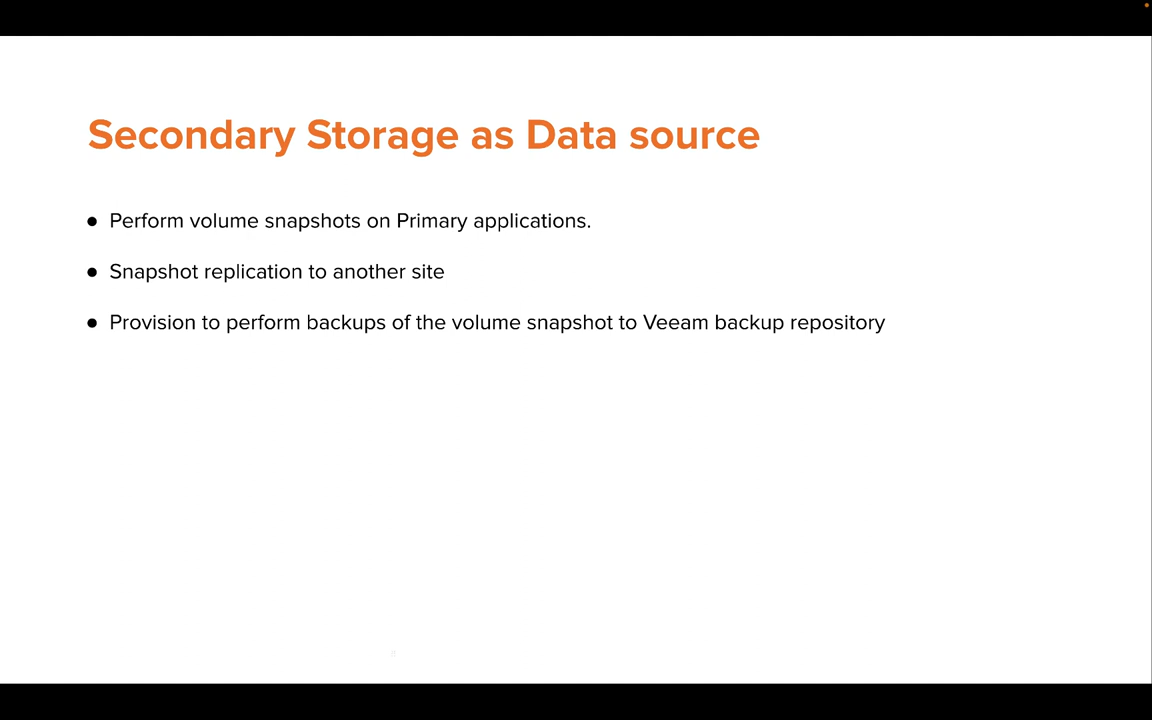 Secondary Storage as Data source
● Perform volume snapshots on Primary applications.
● Snapshot replication to another site
● Provision to perform backups of the volume snapshot to Veeam backup repository